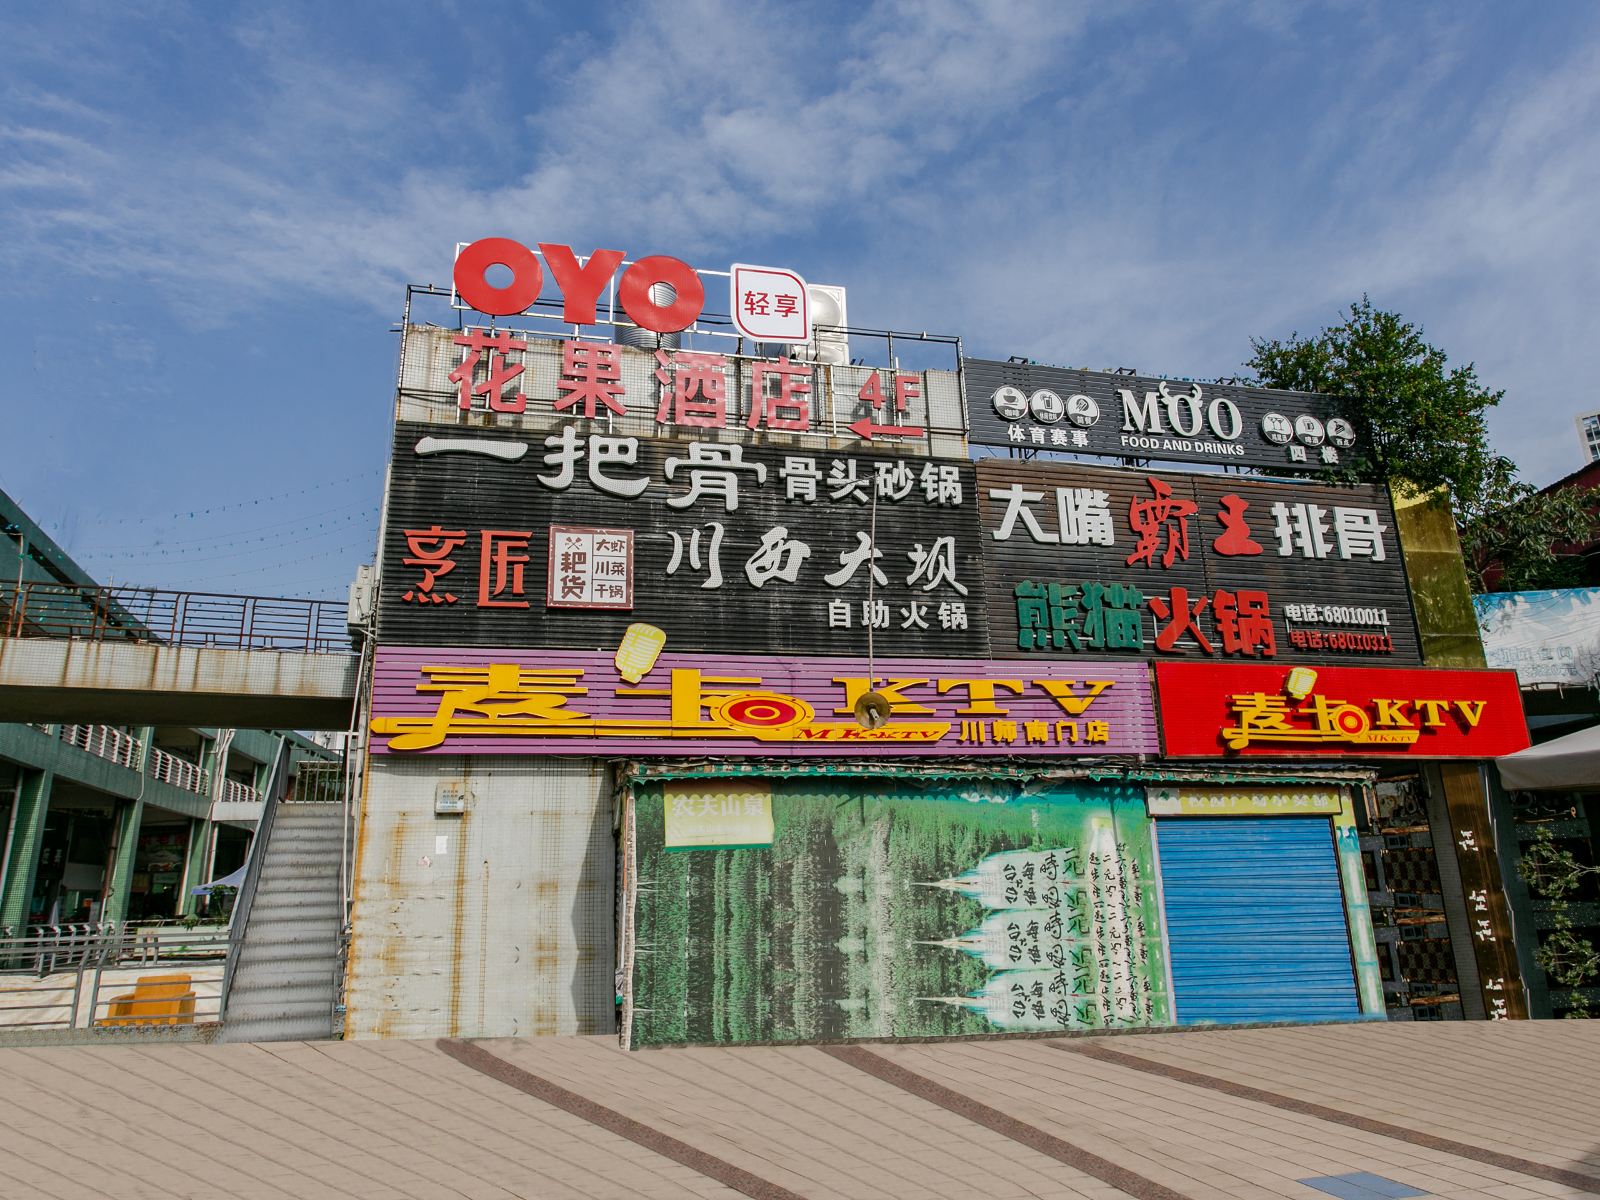 OYO 轻享
花果酒店 4F
MOO
FOOD AND DRINKS
体育赛事
四楼
一把骨 骨头砂锅
大嘴霸王排骨
烹匠
耙货
大虾
川菜
干锅
川西大坝
自助火锅
熊猫火锅
电话:68010011
电话:68010311
麦卡KTV
MKKTV 川师南门店
麦卡KTV
MKKTV
农夫山泉